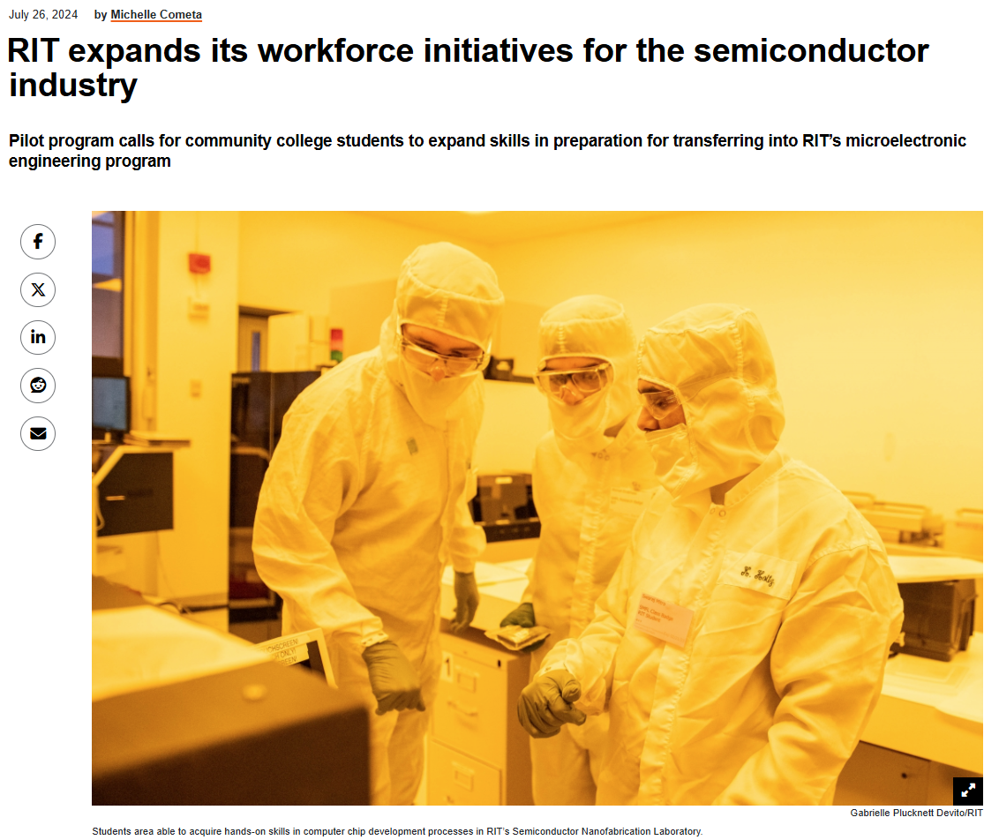 July 26, 2024 by Michelle Cometa
RIT expands its workforce initiatives for the semiconductor
industry
Pilot program calls for community college students to expand skills in preparation for transferring into RIT’s microelectronic
engineering program
Gabrielle Plucknett Devito/RIT
Students area able to acquire hands-on skills in computer chip development processes in RIT’s Semiconductor Nanofabrication Laboratory.